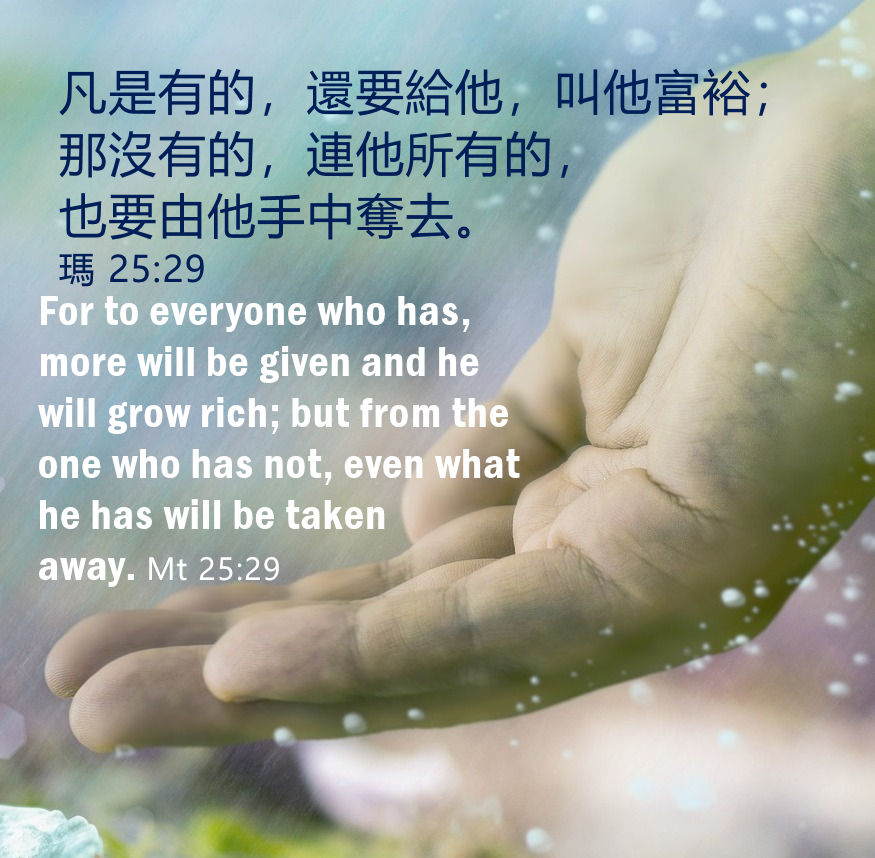 凡是有的，還要給他，叫他富裕；
那沒有的，連他所有的，
也要由他手中奪去。
瑪 25:29
For to everyone who has,
more will be given and he
will grow rich; but from the
one who has not, even what
he has will be taken
away. Mt 25:29